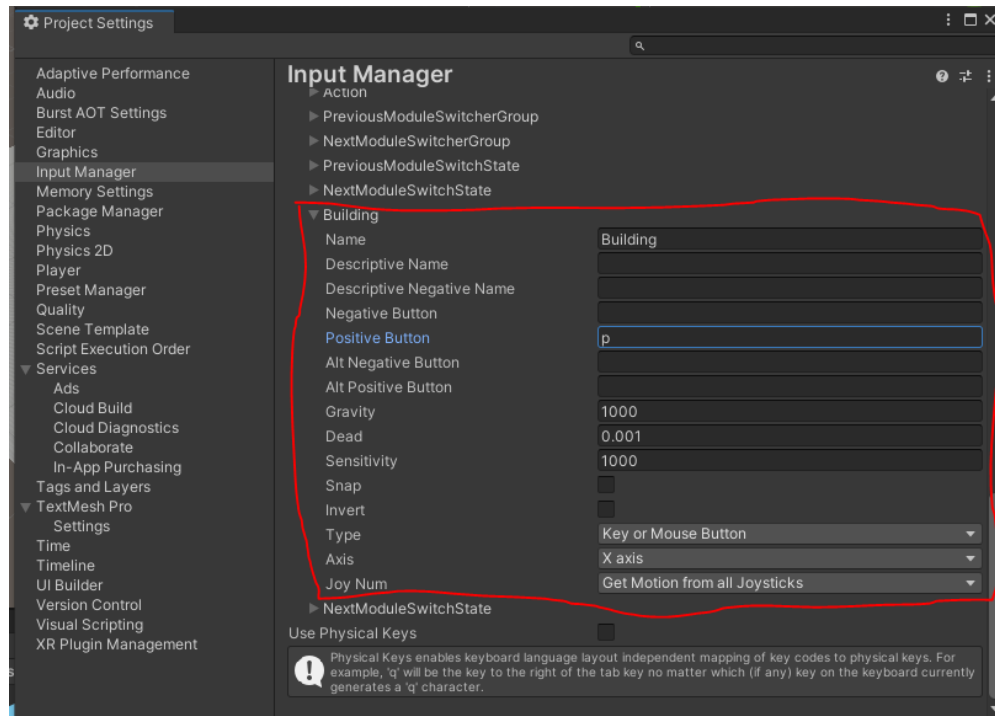 Project Settings
Adaptive Performance
Audio
Burst AOT Settings
Editor
Graphics
Input Manager
Memory Settings
Package Manager
Physics
Physics 2D
Player
Preset Manager
Quality
Scene Template
Script Execution Order
Services
Ads
Cloud Build
Cloud Diagnostics
Collaborate
In-App Purchasing
Tags and Layers
TextMesh Pro
Settings
Time
Timeline
UI Builder
Version Control
Visual Scripting
XR Plugin Management
Input Manager
Action
PreviousModuleSwitcherGroup
NextModuleSwitcherGroup
PreviousModuleSwitchState
NextModuleSwitchState
Building
Name Building
Descriptive Name
Descriptive Negative Name
Negative Button
Positive Button p
Alt Negative Button
Alt Positive Button
Gravity 1000
Dead 0.001
Sensitivity 1000
Snap
Invert
Type Key or Mouse Button
Axis X axis
Joy Num Get Motion from all Joysticks
NextModuleSwitchState
Use Physical Keys
Physical Keys enables keyboard language layout independent mapping of key codes to physical keys. For
example, 'q' will be the key to the right of the tab key no matter which (if any) key on the keyboard currently
generates a 'q' character.